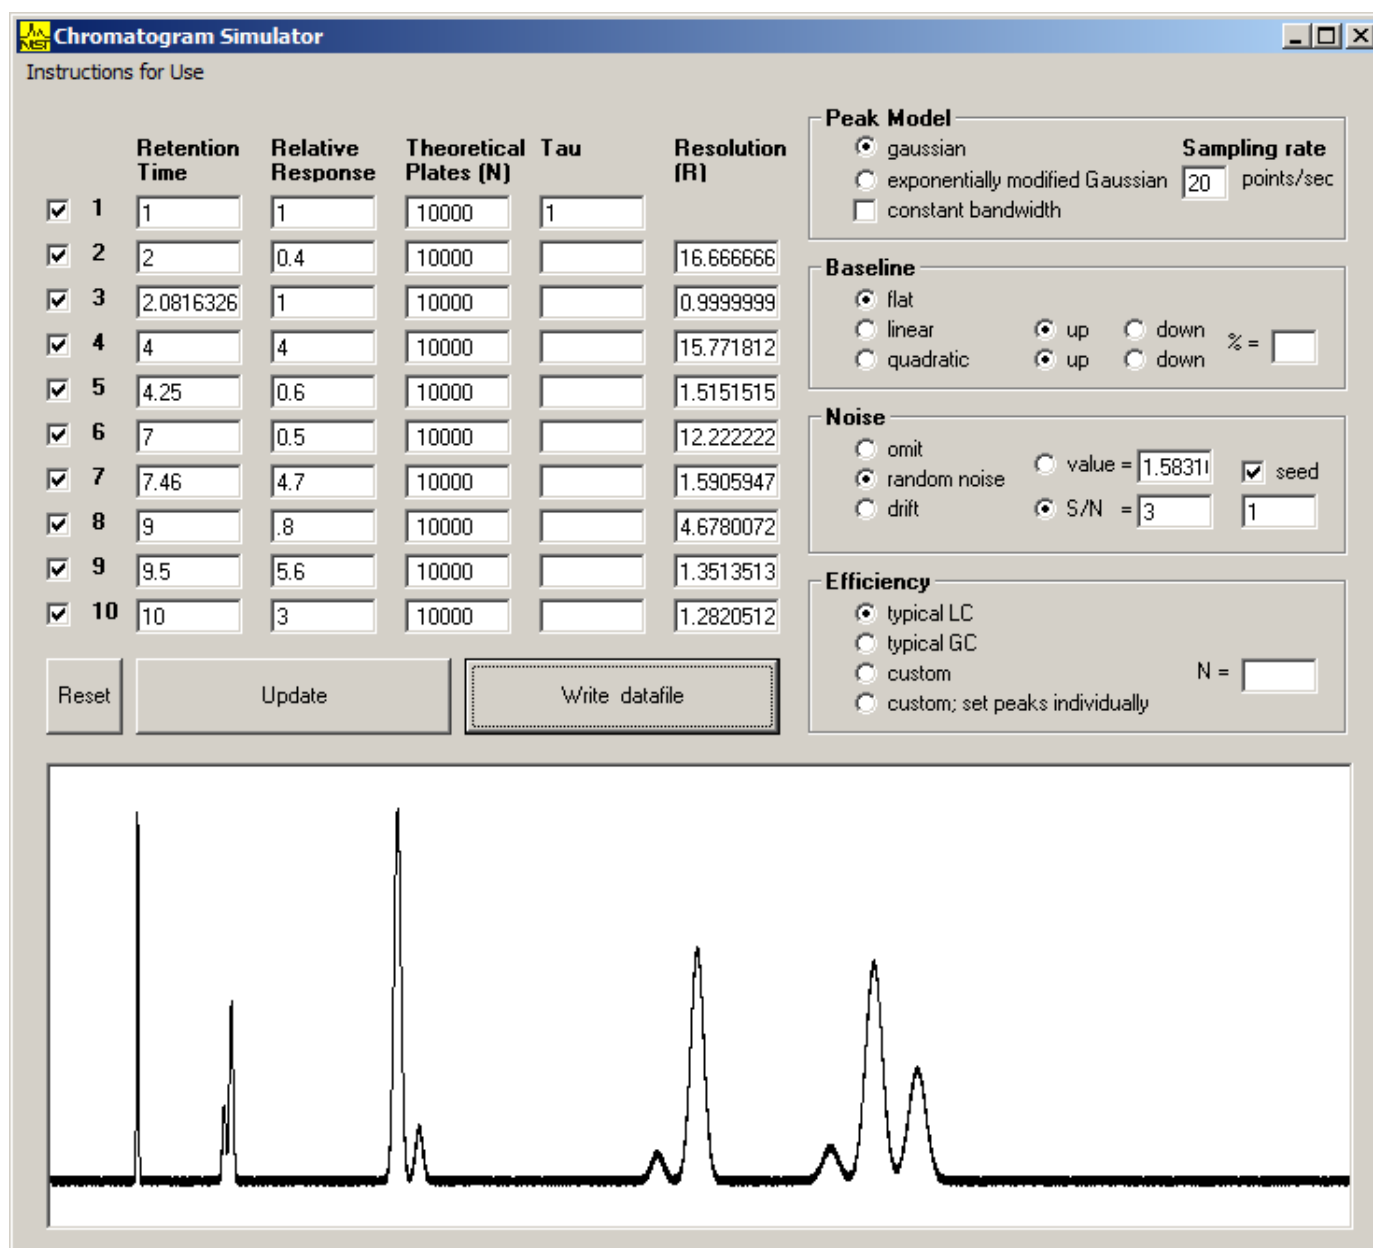 NIST Chromatogram Simulator
Instructions for Use
Retention Time Relative Response Theoretical Plates (N) Tau Resolution (R)
1 1 1 10000 1
2 2 0.4 10000 16.666666
3 2.0816326 1 10000 0.9999999
4 4 4 10000 15.771812
5 4.25 0.6 10000 1.5151515
6 7 0.5 10000 12.222222
7 7.46 4.7 10000 1.5905947
8 9 .8 10000 4.6780072
9 9.5 5.6 10000 1.3513513
10 10 3 10000 1.2820512
Reset Update Write datafile
Peak Model
gaussian Sampling rate
exponentially modified Gaussian 20 points/sec
constant bandwidth
Baseline
flat
linear up down
quadratic up down % =
Noise
omit
random noise value = 1.5831 seed
drift S/N = 3 1
Efficiency
typical LC
typical GC
custom N =
custom; set peaks individually